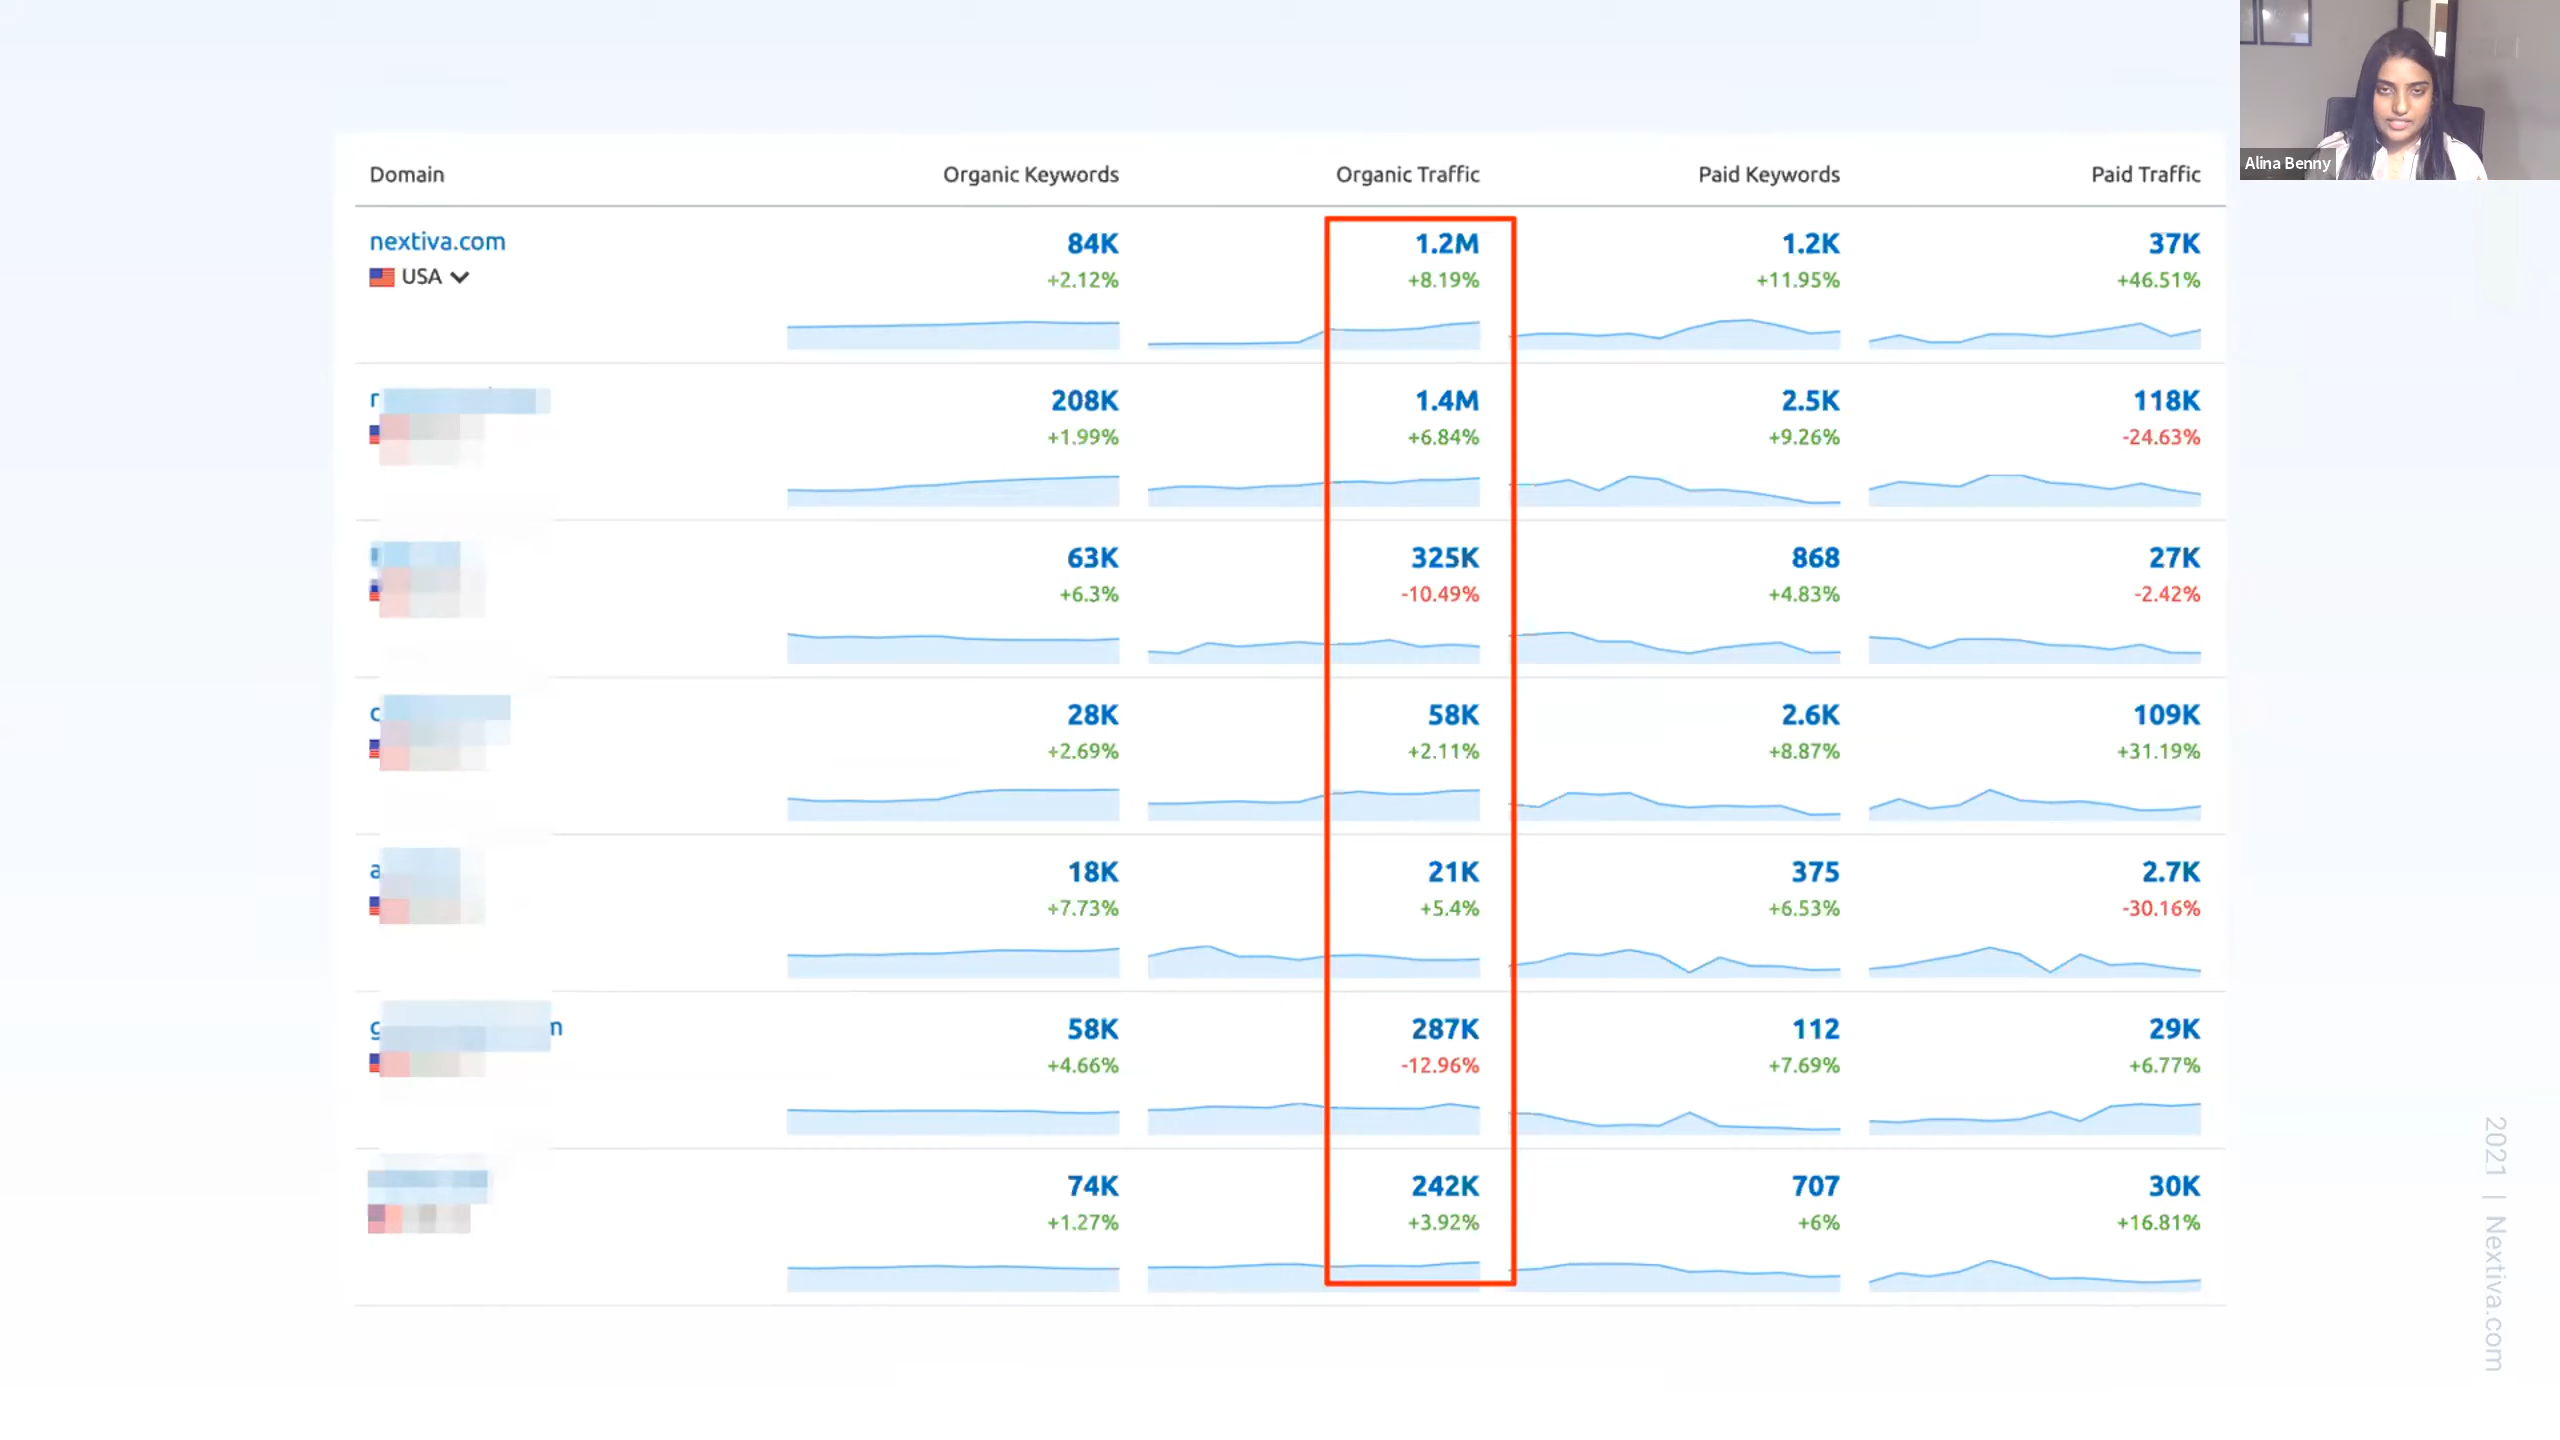 Domain Organic Keywords Organic Traffic Paid Keywords Paid Traffic
nextiva.com 84K 1.2M 1.2K 37K
USA +2.12% +8.19% +11.95% +46.51%
208K 1.4M 2.5K 118K
+1.99% +6.84% +9.26% -24.63%
63K 325K 868 27K
+6.3% -10.49% +4.83% -2.42%
28K 58K 2.6K 109K
+2.69% +2.11% +8.87% +31.19%
18K 21K 375 2.7K
+7.73% +5.4% +6.53% -30.16%
58K 287K 112 29K
+4.66% -12.96% +7.69% +6.77%
74K 242K 707 30K
+1.27% +3.92% +6% +16.81%
Alina Benny
2021 | Nextiva.com